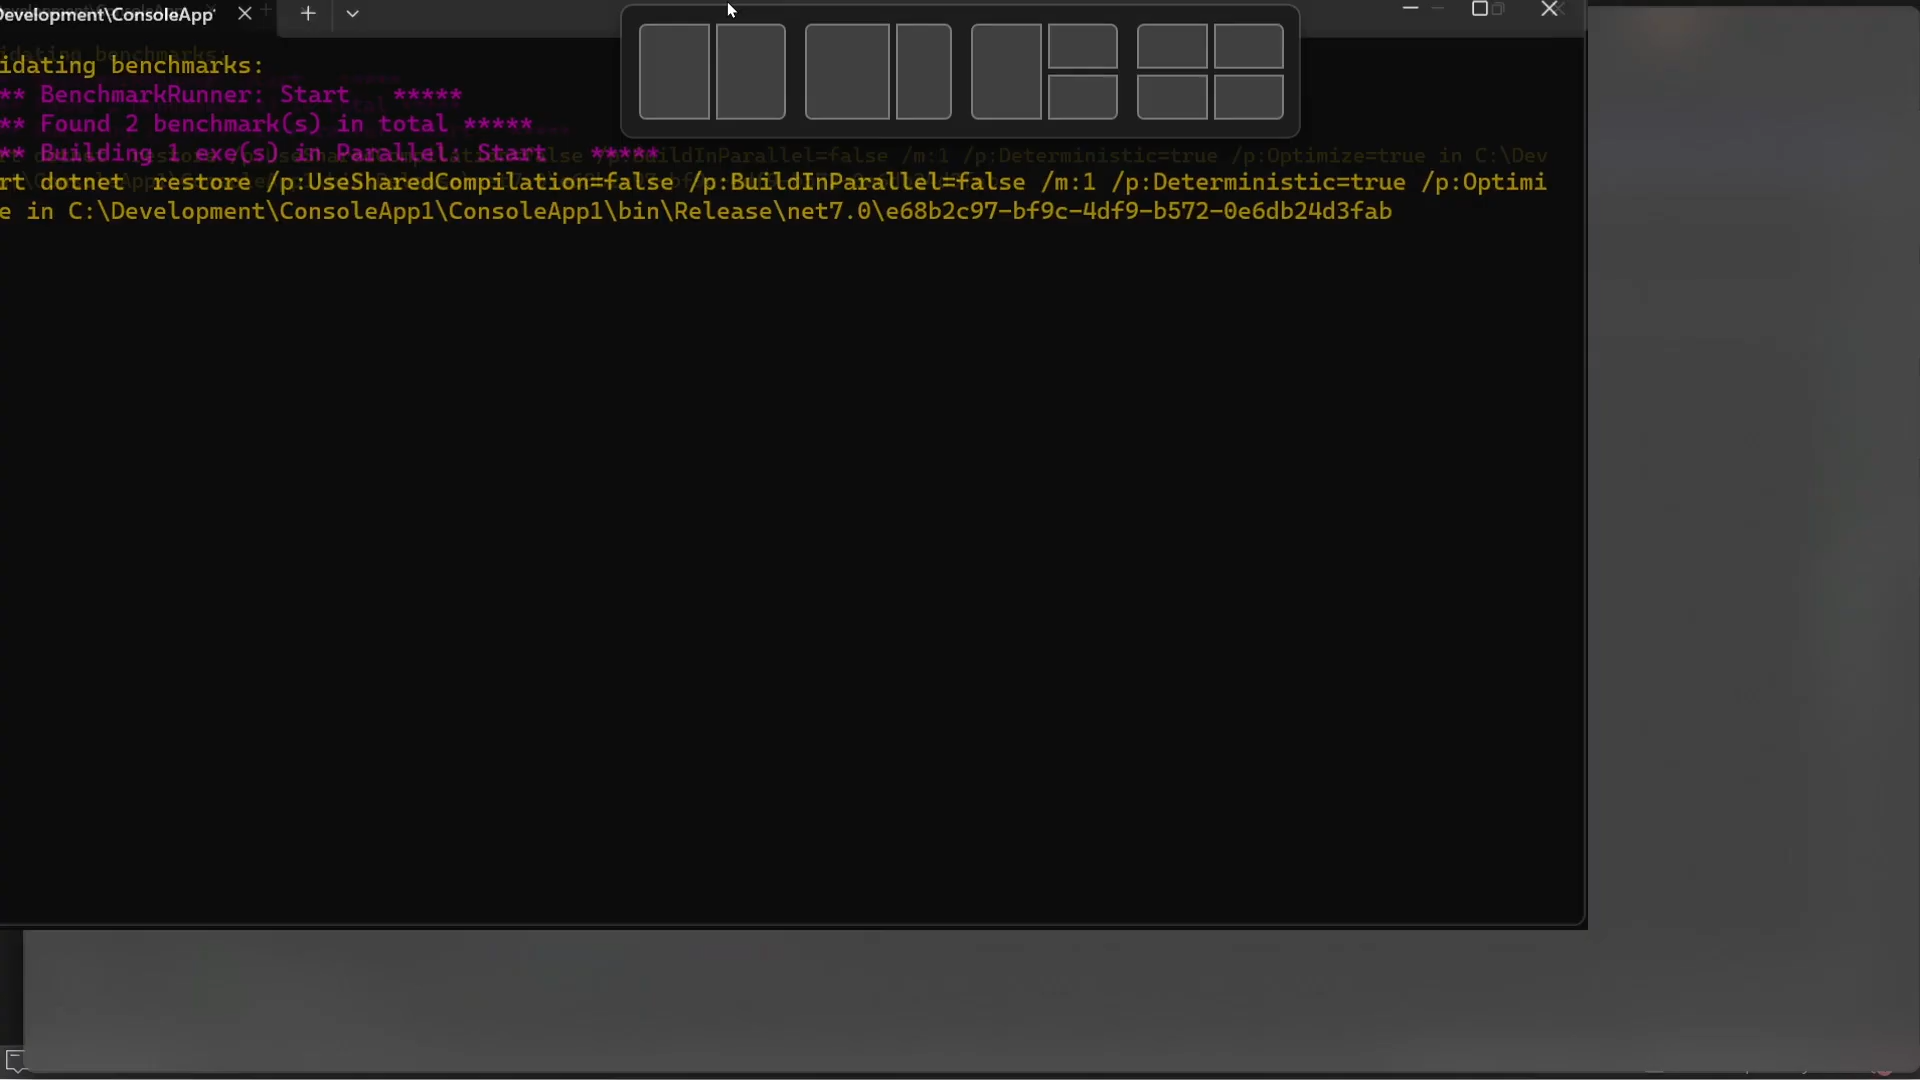 Development\ConsoleApp
idating benchmarks:
** BenchmarkRunner: Start   *****
** Found 2 benchmark(s) in total *****
** Building 1 exe(s) in Parallel: Start   *****
rt dotnet  restore /p:UseSharedCompilation=false /p:BuildInParallel=false /m:1 /p:Deterministic=true /p:Optimi
e in C:\Development\ConsoleApp1\ConsoleApp1\bin\Release\net7.0\e68b2c97-bf9c-4df9-b572-0e6db24d3fab